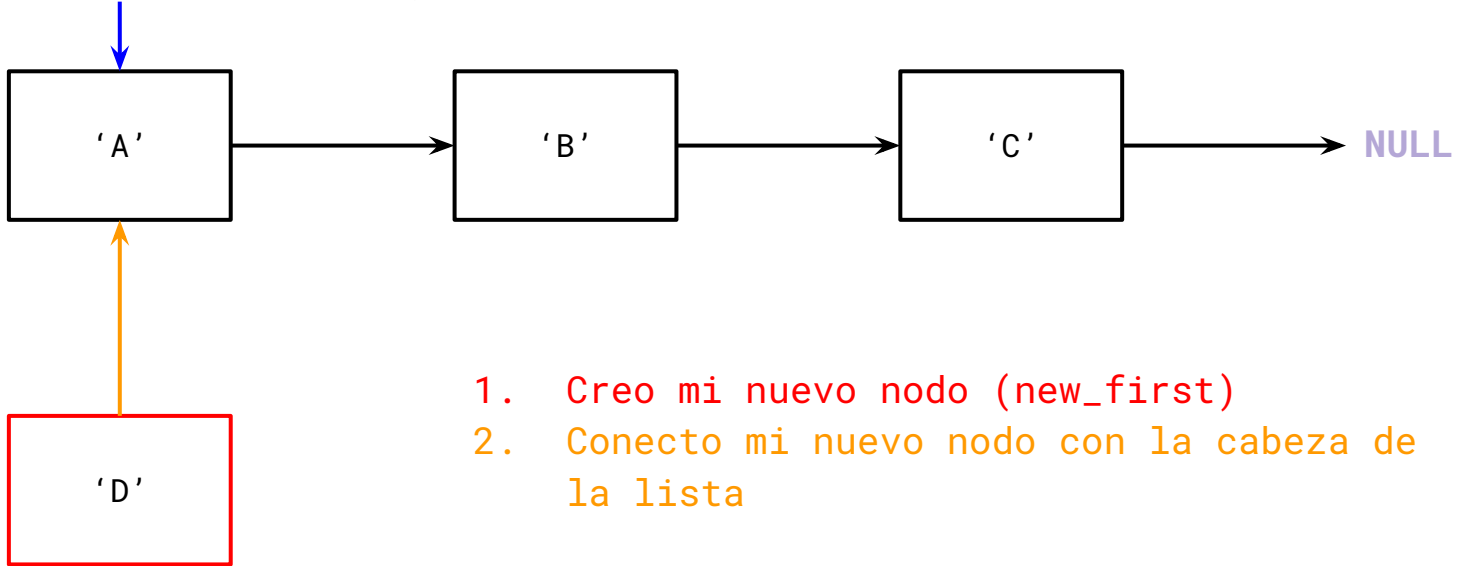 ‘A’
‘B’
‘C’
NULL
1. Creo mi nuevo nodo (new_first)
2. Conecto mi nuevo nodo con la cabeza de
la lista
‘D’